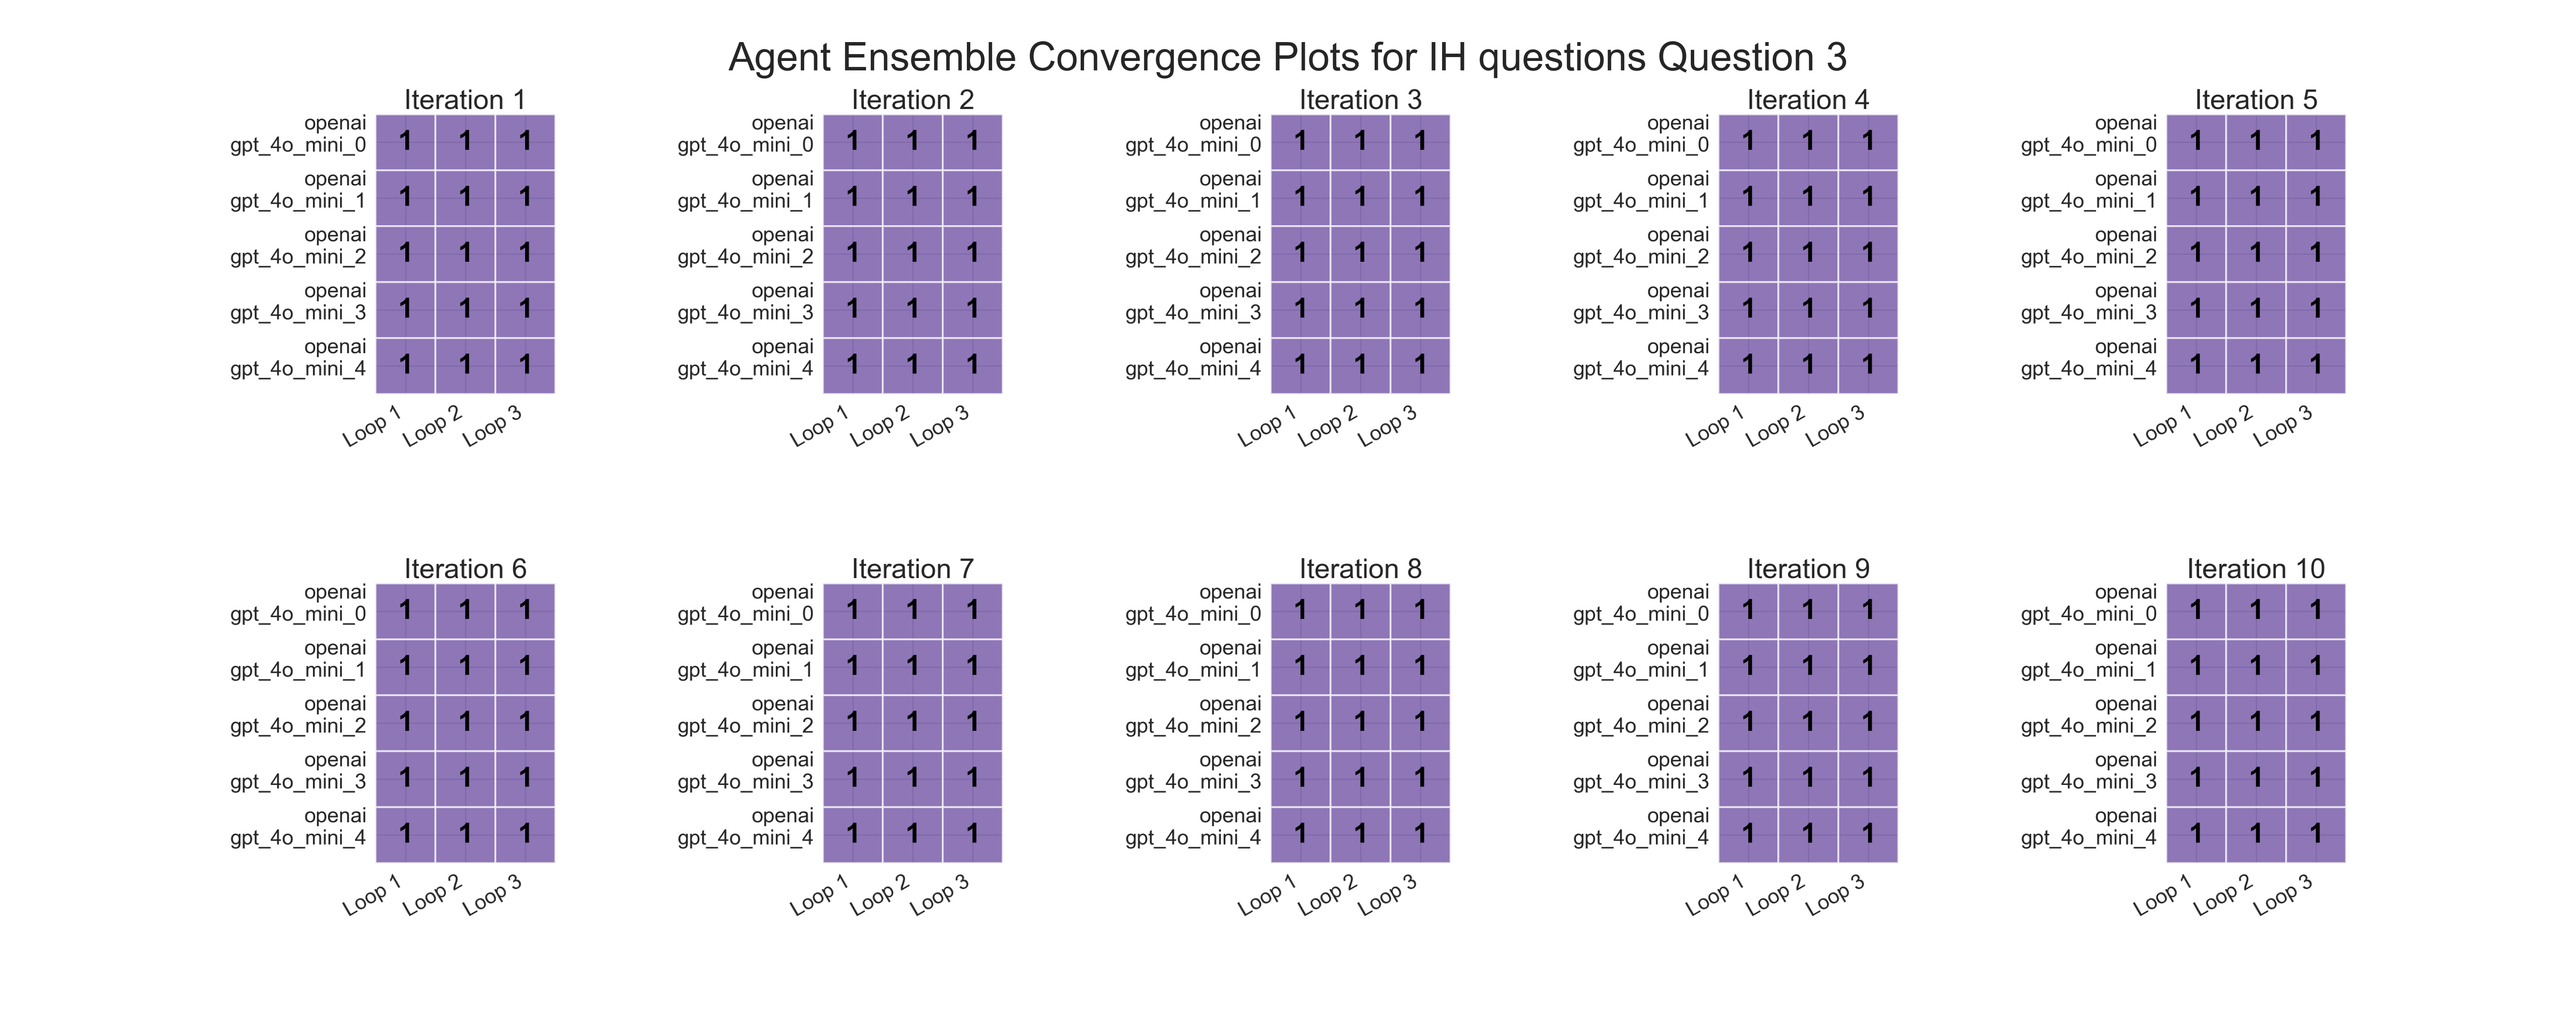 Agent Ensemble Convergence Plots for IH questions Question 3
Iteration 1
openai
gpt_4o_mini_0
1 1 1
openai
gpt_4o_mini_1
1 1 1
openai
gpt_4o_mini_2
1 1 1
openai
gpt_4o_mini_3
1 1 1
openai
gpt_4o_mini_4
1 1 1
Loop 1
Loop 2
Loop 3
Iteration 2
openai
gpt_4o_mini_0
1 1 1
openai
gpt_4o_mini_1
1 1 1
openai
gpt_4o_mini_2
1 1 1
openai
gpt_4o_mini_3
1 1 1
openai
gpt_4o_mini_4
1 1 1
Loop 1
Loop 2
Loop 3
Iteration 3
openai
gpt_4o_mini_0
1 1 1
openai
gpt_4o_mini_1
1 1 1
openai
gpt_4o_mini_2
1 1 1
openai
gpt_4o_mini_3
1 1 1
openai
gpt_4o_mini_4
1 1 1
Loop 1
Loop 2
Loop 3
Iteration 4
openai
gpt_4o_mini_0
1 1 1
openai
gpt_4o_mini_1
1 1 1
openai
gpt_4o_mini_2
1 1 1
openai
gpt_4o_mini_3
1 1 1
openai
gpt_4o_mini_4
1 1 1
Loop 1
Loop 2
Loop 3
Iteration 5
openai
gpt_4o_mini_0
1 1 1
openai
gpt_4o_mini_1
1 1 1
openai
gpt_4o_mini_2
1 1 1
openai
gpt_4o_mini_3
1 1 1
openai
gpt_4o_mini_4
1 1 1
Loop 1
Loop 2
Loop 3
Iteration 6
openai
gpt_4o_mini_0
1 1 1
openai
gpt_4o_mini_1
1 1 1
openai
gpt_4o_mini_2
1 1 1
openai
gpt_4o_mini_3
1 1 1
openai
gpt_4o_mini_4
1 1 1
Loop 1
Loop 2
Loop 3
Iteration 7
openai
gpt_4o_mini_0
1 1 1
openai
gpt_4o_mini_1
1 1 1
openai
gpt_4o_mini_2
1 1 1
openai
gpt_4o_mini_3
1 1 1
openai
gpt_4o_mini_4
1 1 1
Loop 1
Loop 2
Loop 3
Iteration 8
openai
gpt_4o_mini_0
1 1 1
openai
gpt_4o_mini_1
1 1 1
openai
gpt_4o_mini_2
1 1 1
openai
gpt_4o_mini_3
1 1 1
openai
gpt_4o_mini_4
1 1 1
Loop 1
Loop 2
Loop 3
Iteration 9
openai
gpt_4o_mini_0
1 1 1
openai
gpt_4o_mini_1
1 1 1
openai
gpt_4o_mini_2
1 1 1
openai
gpt_4o_mini_3
1 1 1
openai
gpt_4o_mini_4
1 1 1
Loop 1
Loop 2
Loop 3
Iteration 10
openai
gpt_4o_mini_0
1 1 1
openai
gpt_4o_mini_1
1 1 1
openai
gpt_4o_mini_2
1 1 1
openai
gpt_4o_mini_3
1 1 1
openai
gpt_4o_mini_4
1 1 1
Loop 1
Loop 2
Loop 3